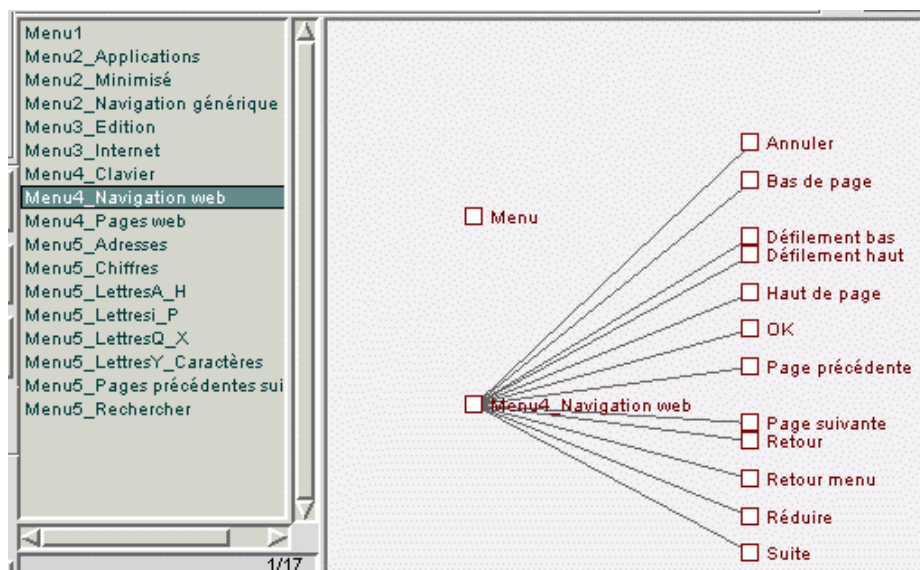 Menu1
Menu2_Applications
Menu2_Minimisé
Menu2_Navigation générique
Menu3_Edition
Menu3_Internet
Menu4_Clavier
Menu4_Navigation web
Menu4_Pages web
Menu5_Adresses
Menu5_Chiffres
Menu5_LettresA_H
Menu5_Lettresi_P
Menu5_LettresQ_X
Menu5_LettresY_Caractères
Menu5_Pages précédentes sui
Menu5_Rechercher
1/17
Menu
Menu4_Navigation web
Annuler
Bas de page
Défilement bas
Défilement haut
Haut de page
OK
Page précédente
Page suivante
Retour
Retour menu
Réduire
Suite